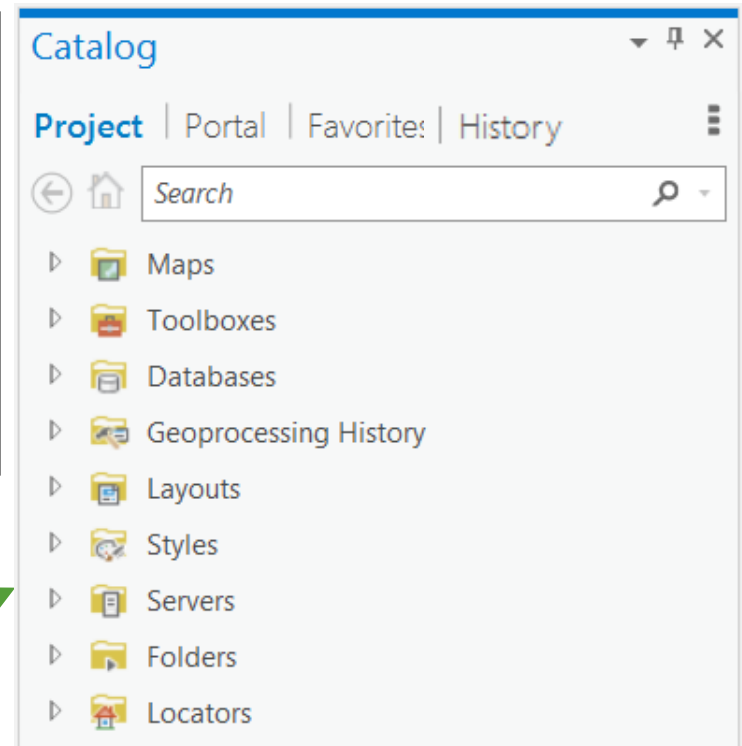 Catalog
Project | Portal | Favorites | History
Search
Maps
Toolboxes
Databases
Geoprocessing History
Layouts
Styles
Servers
Folders
Locators